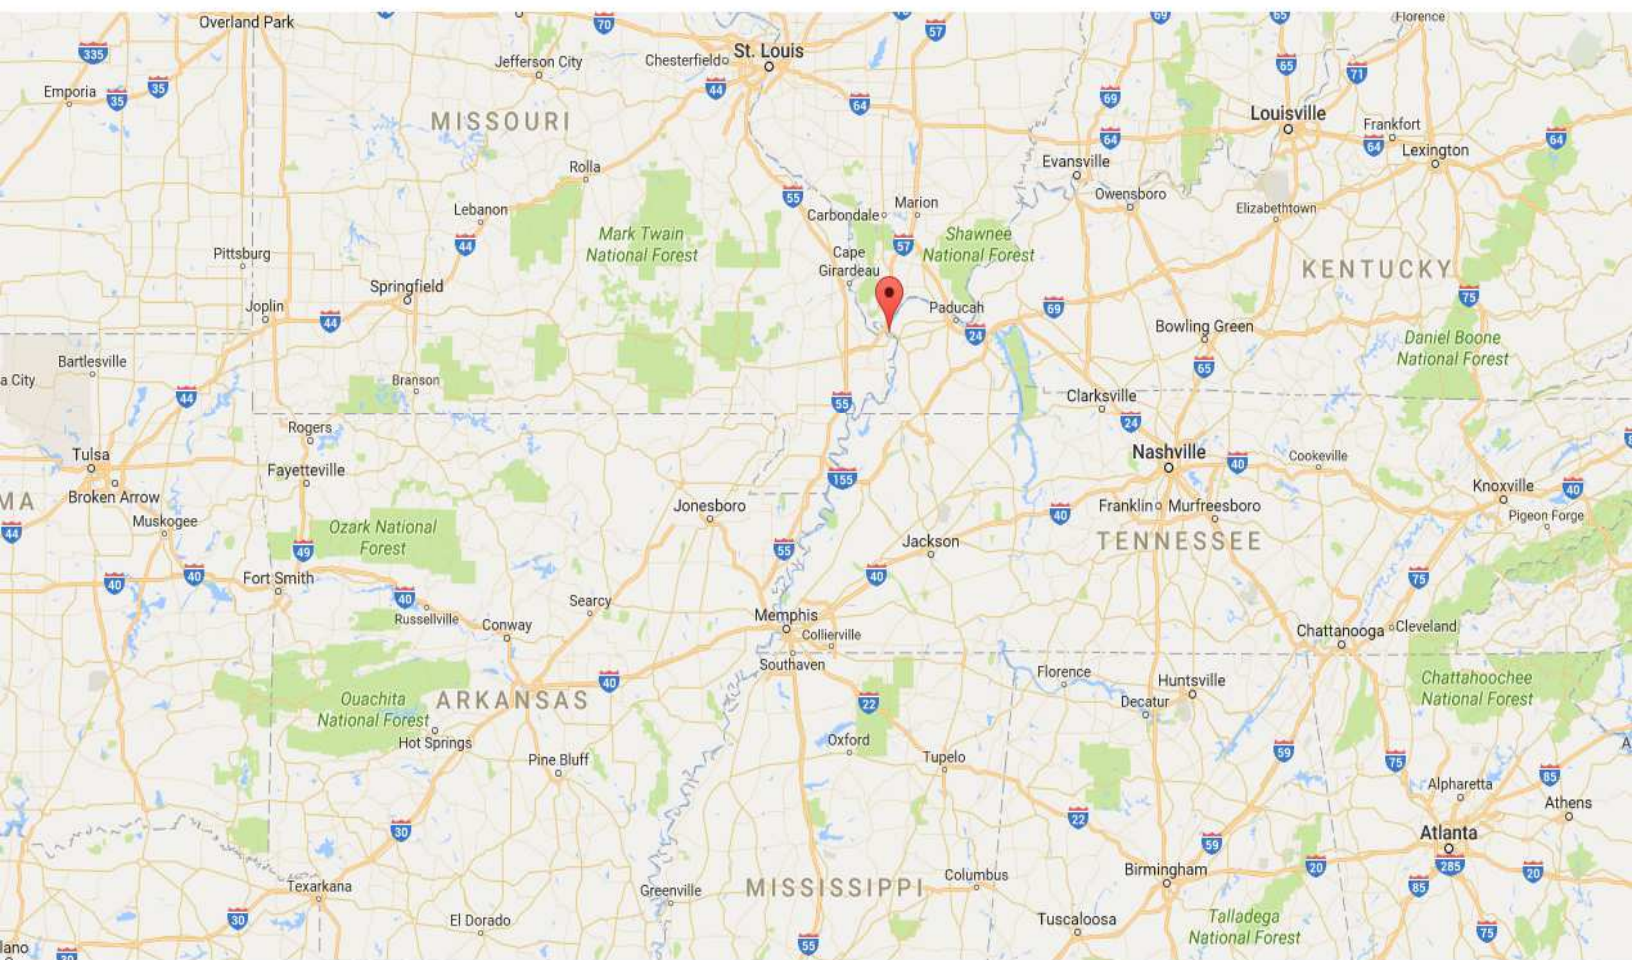 Overland Park
70
57
69
65
Florence
335
St. Louis
Jefferson City
Chesterfield
65
71
Emporia
35
35
44
64
69
Louisville
MISSOURI
Frankfort
64
64
64
Lexington
Evansville
Rolla
55
Owensboro
Lebanon
Carbondale
Marion
Elizabethtown
44
Mark Twain
National Forest
57
Shawnee
National Forest
Pittsburg
Cape
Girardeau
KENTUCKY
Springfield
75
Joplin
44
Paducah
69
24
Bowling Green
Daniel Boone
National Forest
Bartlesville
65
a City
Branson
44
55
Clarksville
24
Rogers
Tulsa
Nashville
40
Cookeville
Fayetteville
155
Knoxville
40
Broken Arrow
MA
Jonesboro
Franklin
Murfreesboro
40
Pigeon Forge
Muskogee
44
Ozark National
Forest
49
55
Jackson
TENNESSEE
40
40
Fort Smith
40
75
40
Searcy
Russellville
Conway
Memphis
Collierville
Chattanooga
Cleveland
Southaven
Florence
Huntsville
40
Chattahoochee
National Forest
Ouachita
National Forest
ARKANSAS
22
Decatur
Hot Springs
Oxford
59
75
A
Pine Bluff
Tupelo
85
Alpharetta
Athens
30
22
59
Atlanta
285
20
20
85
Birmingham
Texarkana
Greenville
MISSISSIPPI
Columbus
30
El Dorado
Tuscaloosa
Talladega
National Forest
75
55
lano
30